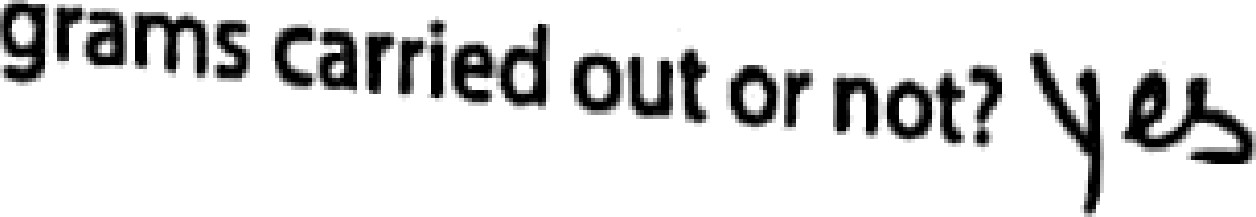 grams carried out or not? Yes